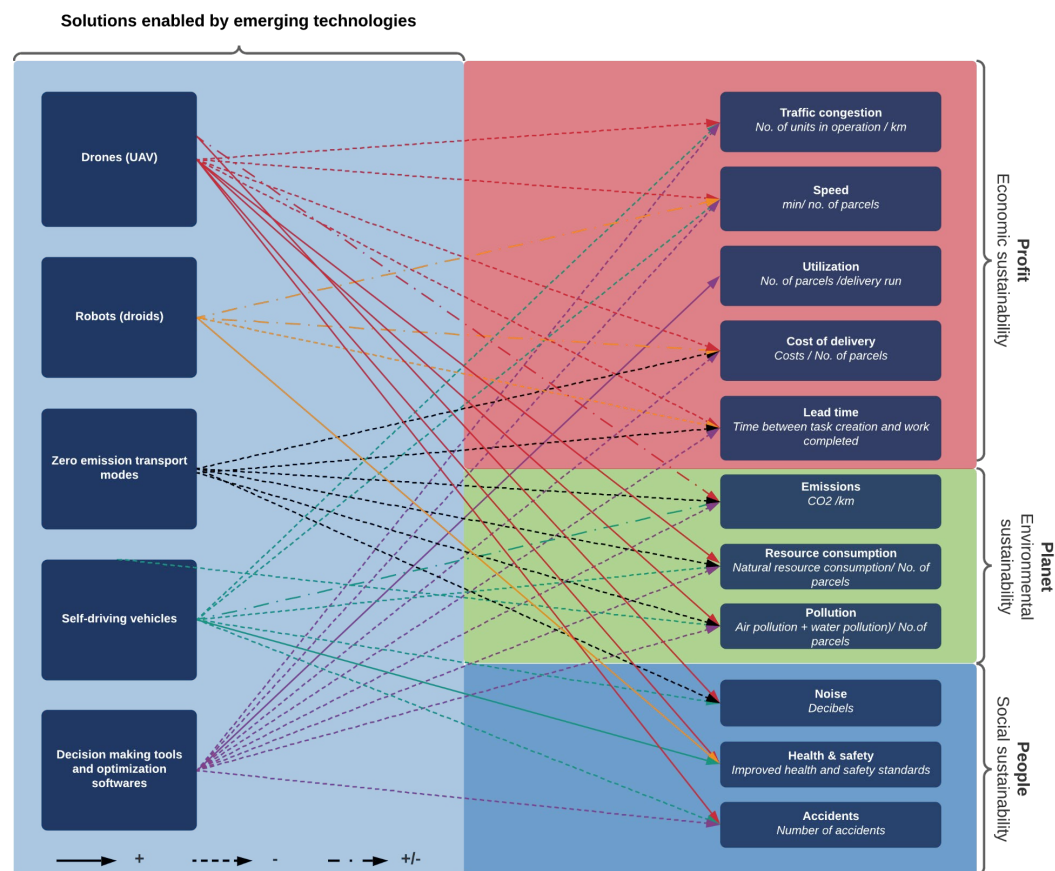 Solutions enabled by emerging technologies
Drones (UAV)
Robots (droids)
Zero emission transport
modes
Self-driving vehicles
Decision making tools
and optimization
softwares
Traffic congestion
No. of units in operation / km
Speed
min/ no. of parcels
Utilization
No. of parcels /delivery run
Cost of delivery
Costs / No. of parcels
Lead time
Time between task creation and work
completed
Emissions
CO2 /km
Resource consumption
Natural resource consumption/ No. of
parcels
Pollution
Air pollution + water pollution)/ No.of
parcels
Noise
Decibels
Health & safety
Improved health and safety standards
Accidents
Number of accidents
Profit
Economic sustainability
Planet
Environmental
sustainability
People
Social sustainability
+
-
+/-